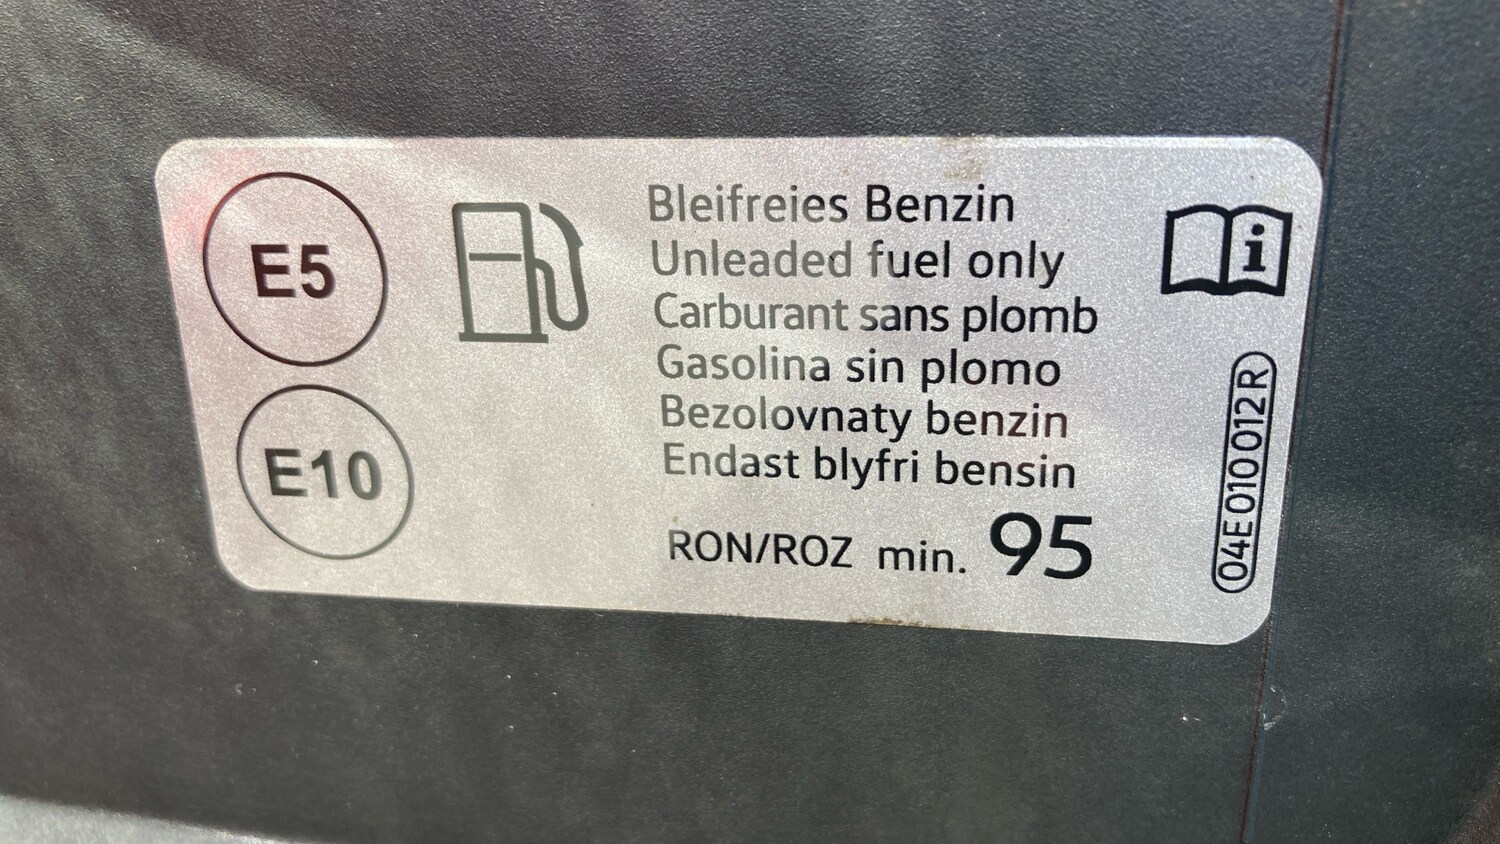 E5
E10
Bleifreies Benzin
Unleaded fuel only
Carburant sans plomb
Gasolina sin plomo
Bezolovnaty benzin
Endast blyfri bensin
RON/ROZ min. 95
i
04E 010 012 R